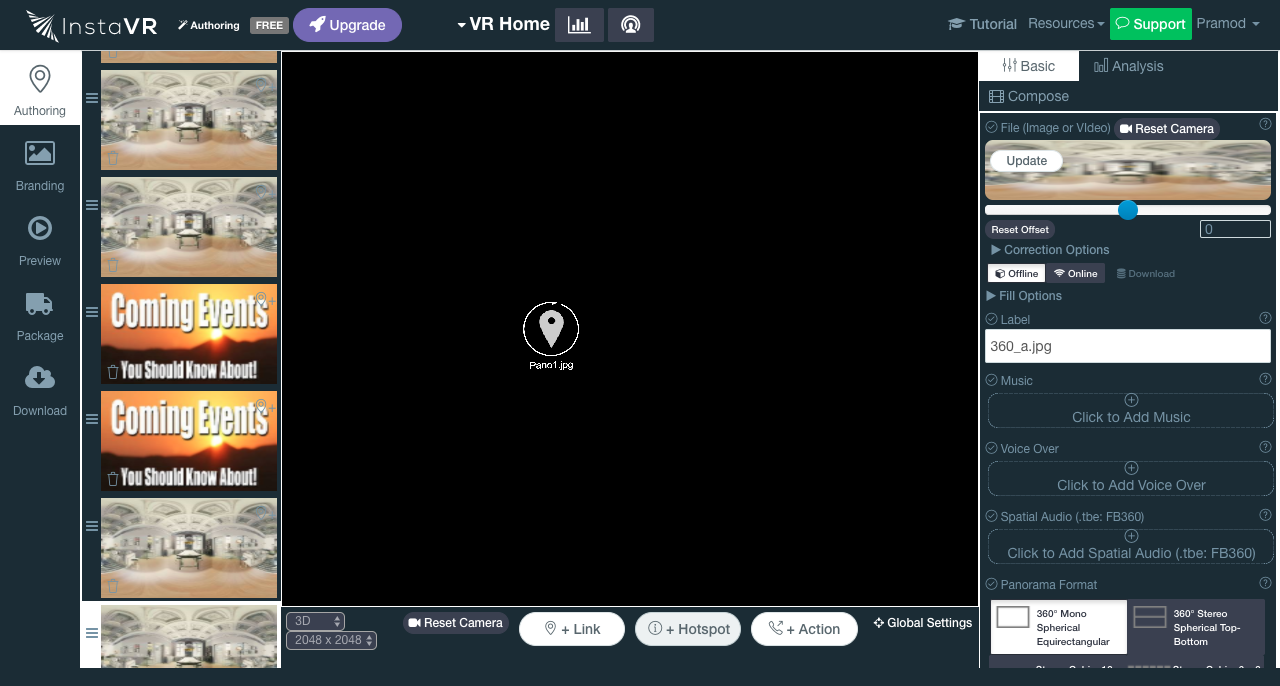 InstaVR
Authoring
FREE
Upgrade
VR Home
Tutorial
Resources
Support
Pramod
Authoring
Branding
Preview
Package
Download
Coming Events
You Should Know About!
Coming Events
You Should Know About!
Pano1.jpg
3D
2048 x 2048
Reset Camera
+ Link
+ Hotspot
+ Action
Global Settings
Basic
Analysis
Compose
File (Image or VIdeo)
Reset Camera
Update
Reset Offset
0
Correction Options
Offline
Online
Download
Fill Options
Label
360_a.jpg
Music
Click to Add Music
Voice Over
Click to Add Voice Over
Spatial Audio (.tbe: FB360)
Click to Add Spatial Audio (.tbe: FB360)
Panorama Format
360° Mono
Spherical
Equirectangular
360° Stereo
Spherical Top-
Bottom